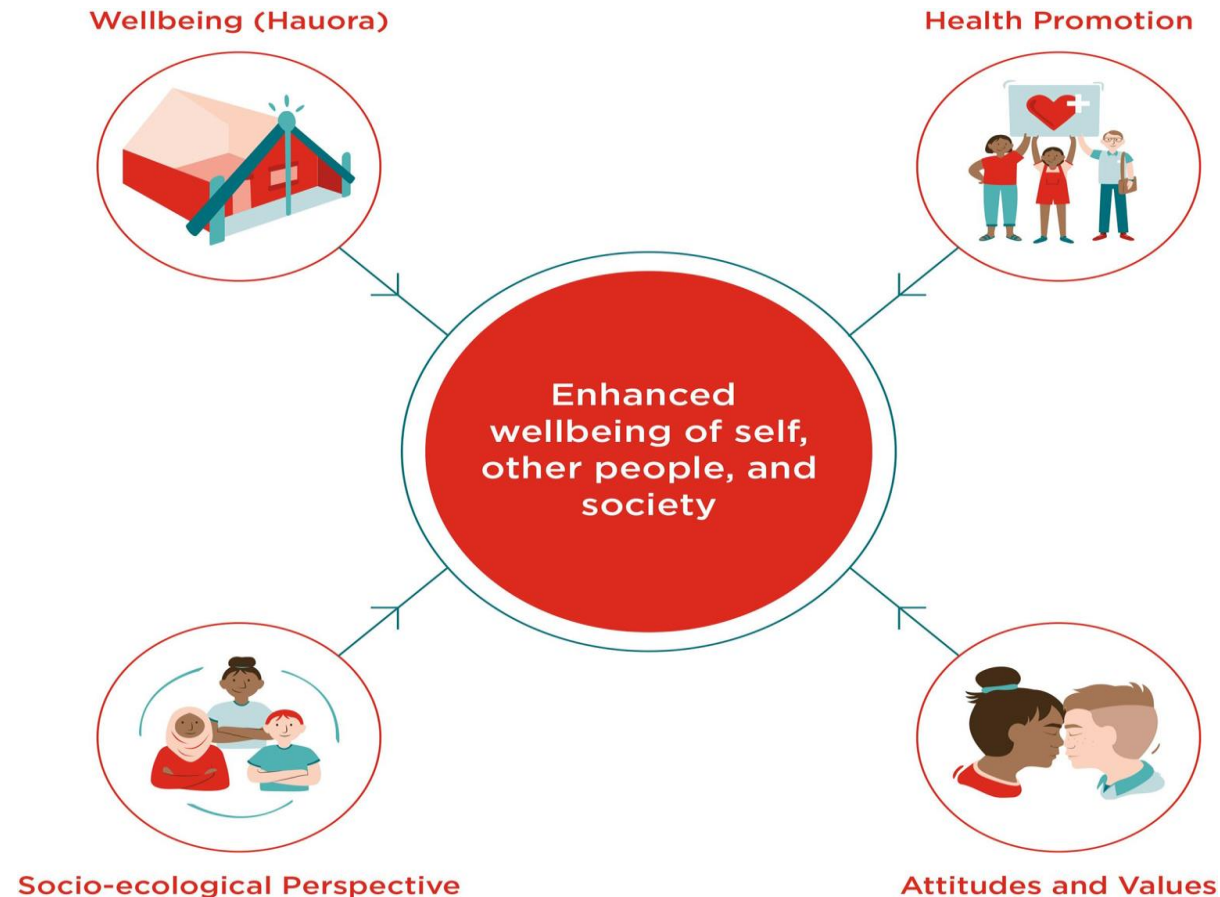 Wellbeing (Hauora)
Health Promotion
Enhanced
wellbeing of self,
other people, and
society
Socio-ecological Perspective
Attitudes and Values